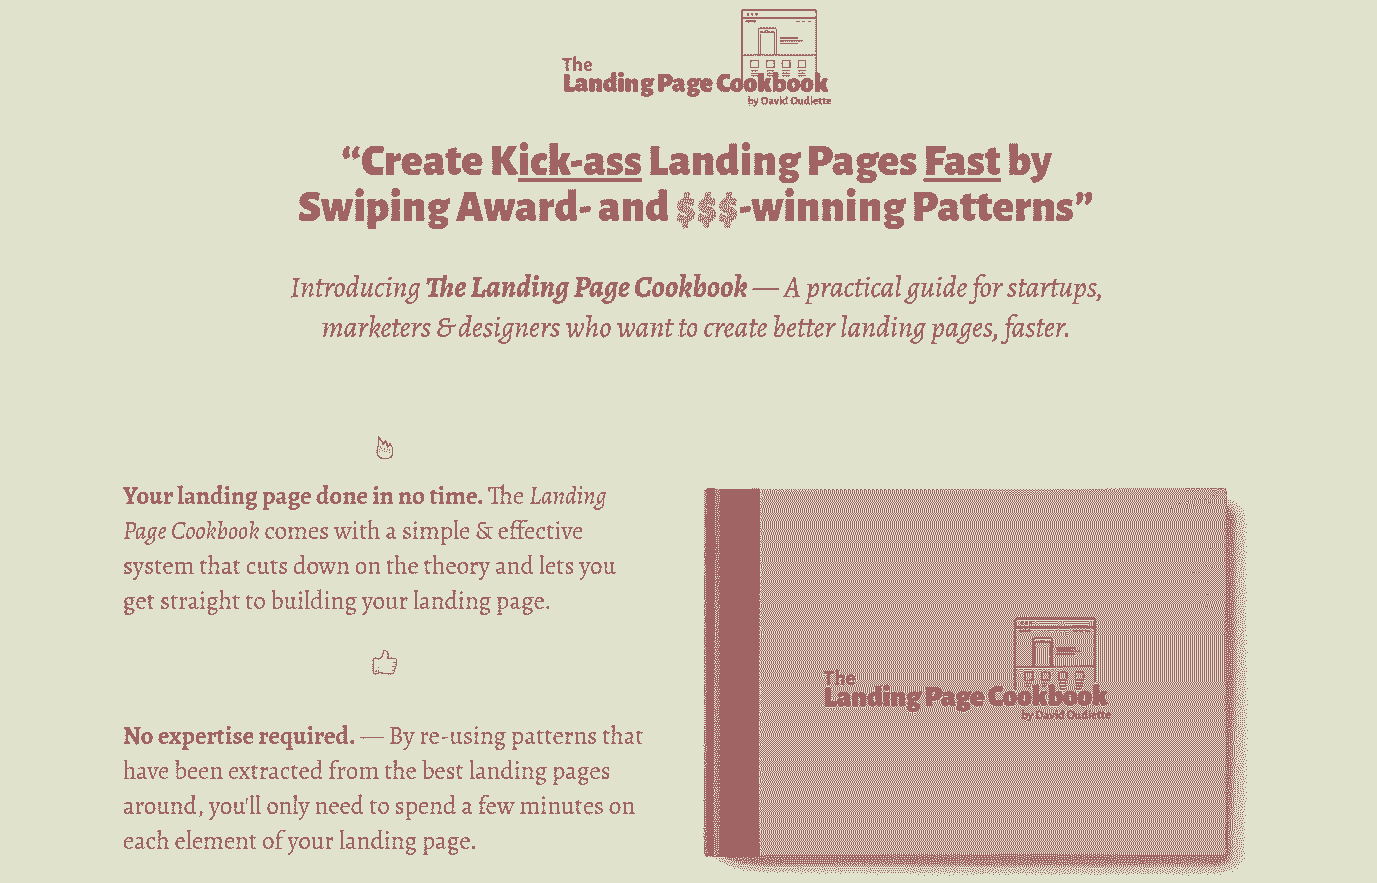 The
Landing Page Cookbook
by David Oudiette
“Create Kick-ass Landing Pages Fast by
Swiping Award- and $$$-winning Patterns”
Introducing The Landing Page Cookbook — A practical guide for startups,
marketers & designers who want to create better landing pages, faster.
Your landing page done in no time. The Landing
Page Cookbook comes with a simple & effective
system that cuts down on the theory and lets you
get straight to building your landing page.
No expertise required. — By re-using patterns that
have been extracted from the best landing pages
around, you'll only need to spend a few minutes on
each element of your landing page.
The
Landing Page Cookbook
by David Oudiette